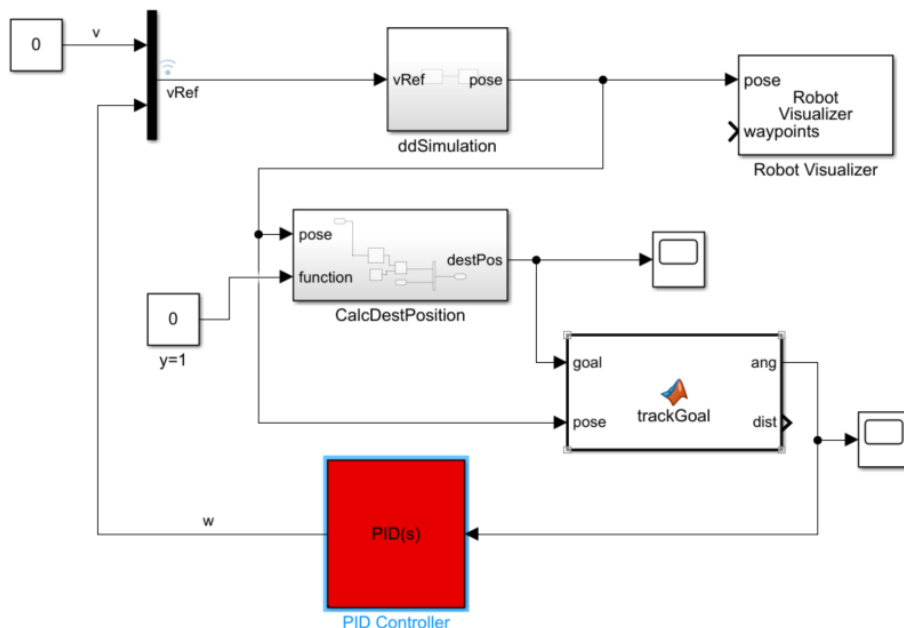 0
v
vRef
vRef
pose
ddSimulation
pose
Robot
Visualizer
waypoints
Robot Visualizer
pose
function
destPos
CalcDestPosition
0
y=1
goal
pose
ang
dist
trackGoal
w
PID(s)
PID Controller